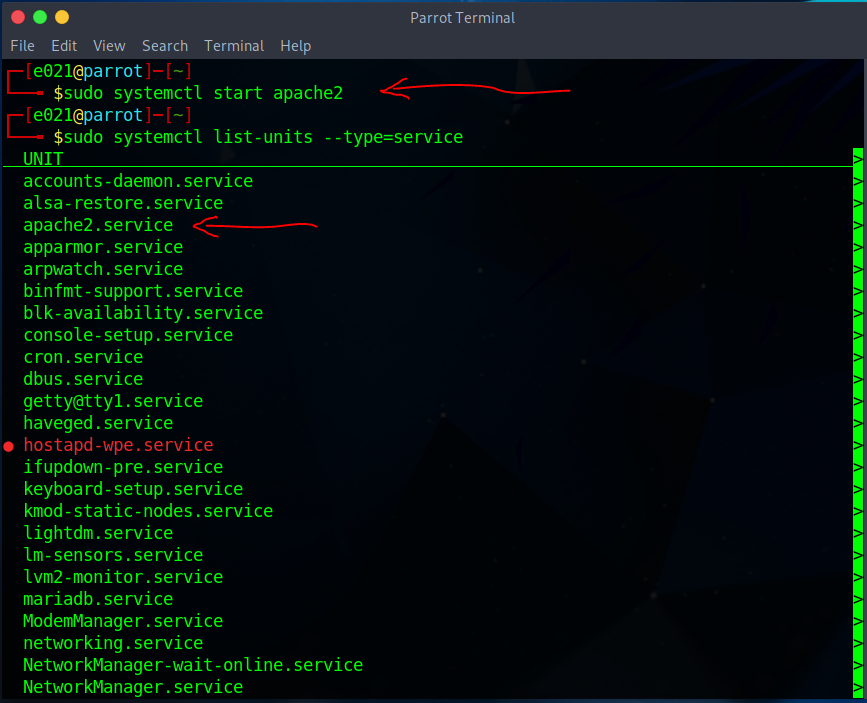 Parrot Terminal
File Edit View Search Terminal Help
┌─[e021@parrot]─[~]
└──╼ $sudo systemctl start apache2
┌─[e021@parrot]─[~]
└──╼ $sudo systemctl list-units --type=service
UNIT >
accounts-daemon.service >
alsa-restore.service >
apache2.service >
apparmor.service >
arpwatch.service >
binfmt-support.service >
blk-availability.service >
console-setup.service >
cron.service >
dbus.service >
getty@tty1.service >
haveged.service >
● hostapd-wpe.service >
ifupdown-pre.service >
keyboard-setup.service >
kmod-static-nodes.service >
lightdm.service >
lm-sensors.service >
lvm2-monitor.service >
mariadb.service >
ModemManager.service >
networking.service >
NetworkManager-wait-online.service >
NetworkManager.service >